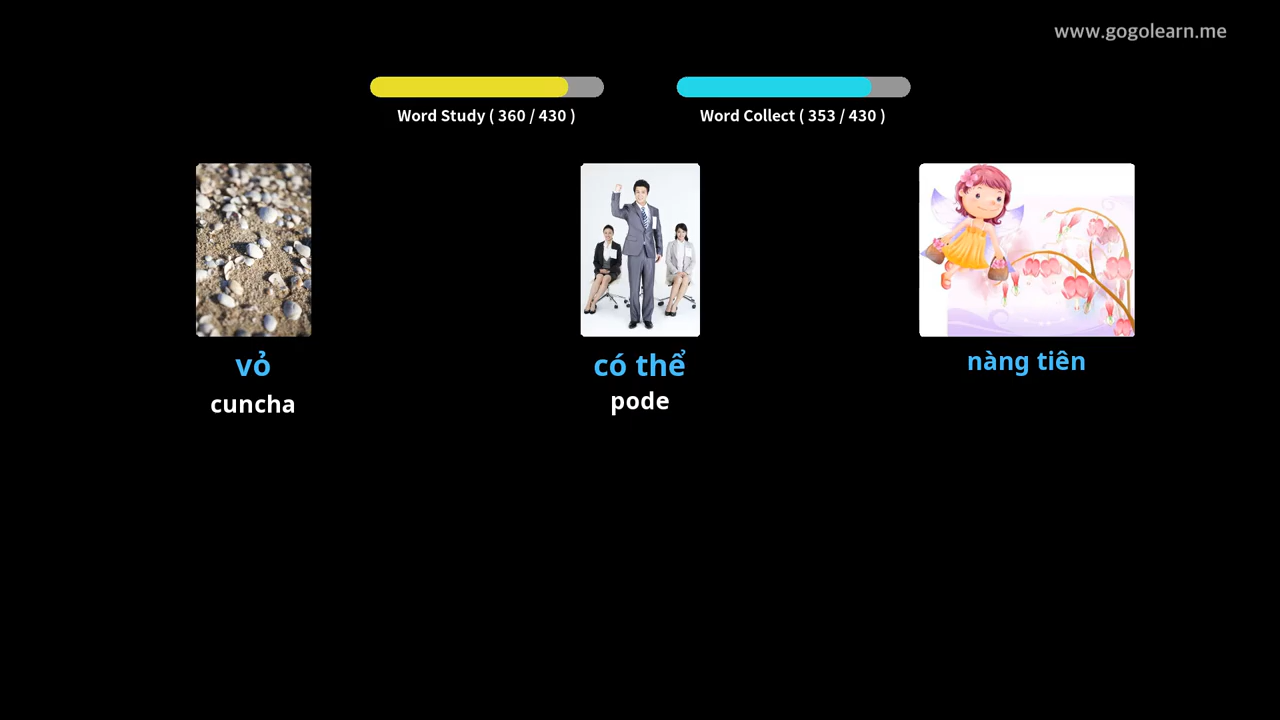 www.gogolearn.me
Word Study ( 360 / 430 )
Word Collect ( 353 / 430 )
vỏ
cuncha
có thể
pode
nàng tiên